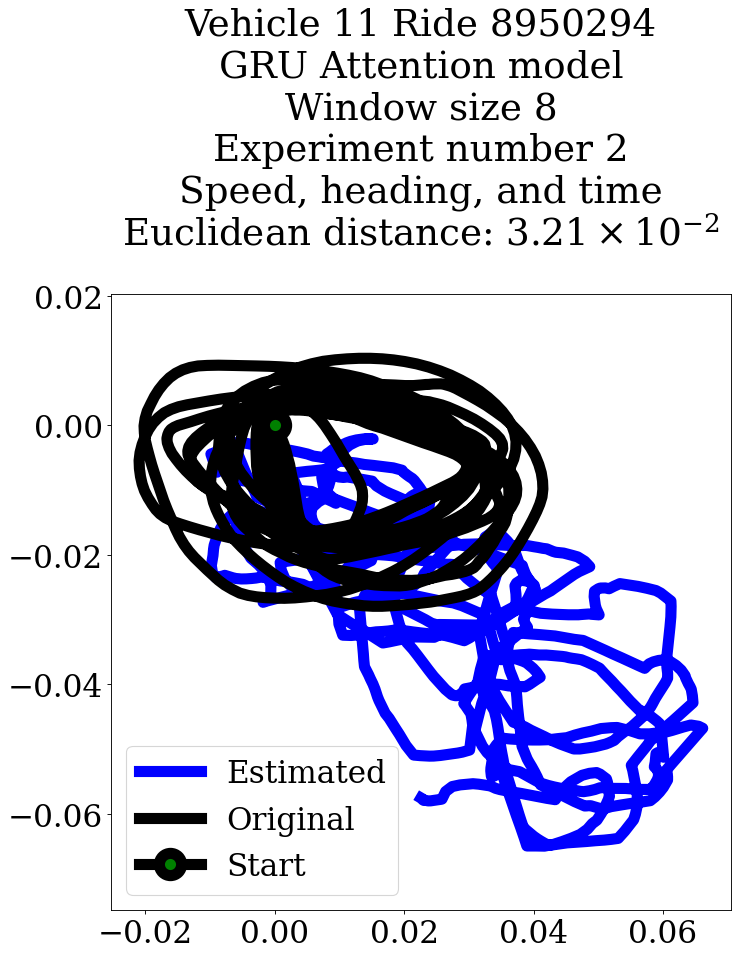 Vehicle 11 Ride 8950294
GRU Attention model
Window size 8
Experiment number 2
Speed, heading, and time
Euclidean distance: 3.21 × 10⁻²
0.02
0.00
−0.02
−0.04
−0.06
Estimated
Original
Start
−0.02 0.00 0.02 0.04 0.06